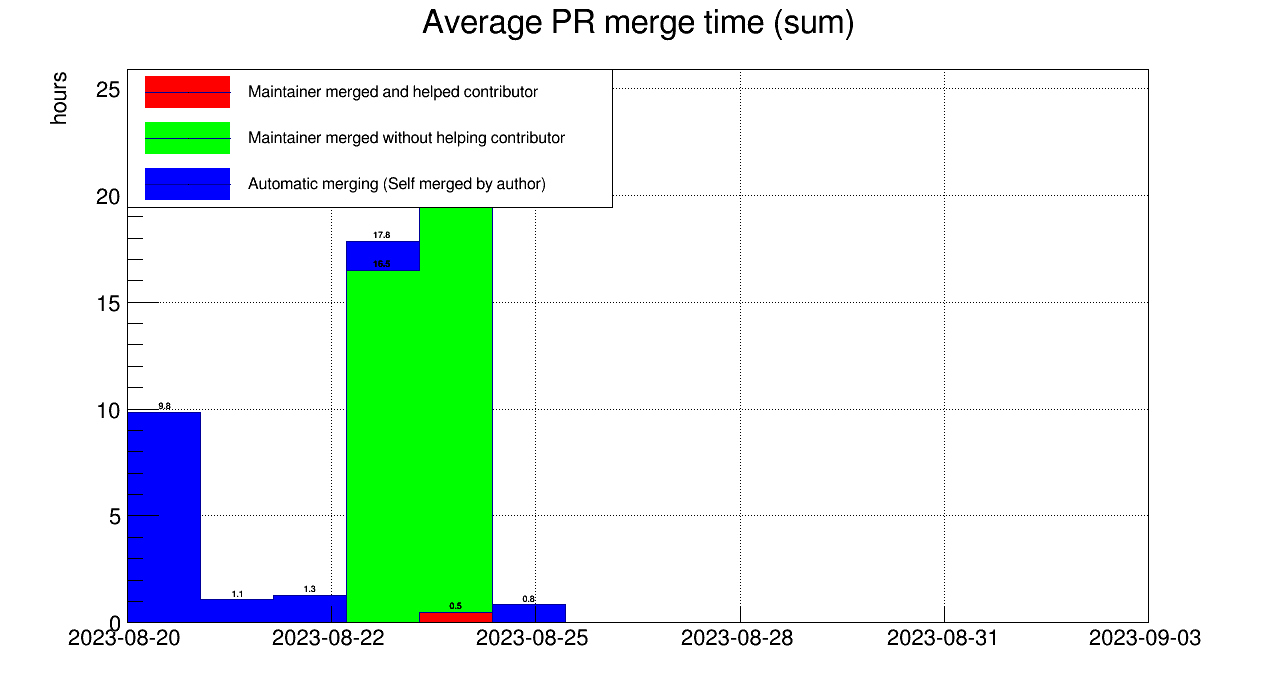 Average PR merge time (sum)
hours
25
20
15
10
5
0
Maintainer merged and helped contributor
Maintainer merged without helping contributor
Automatic merging (Self merged by author)
17.8
16.5
9.8
1.1
1.3
0.5
0.8
2023-08-20 2023-08-22 2023-08-25 2023-08-28 2023-08-31 2023-09-03